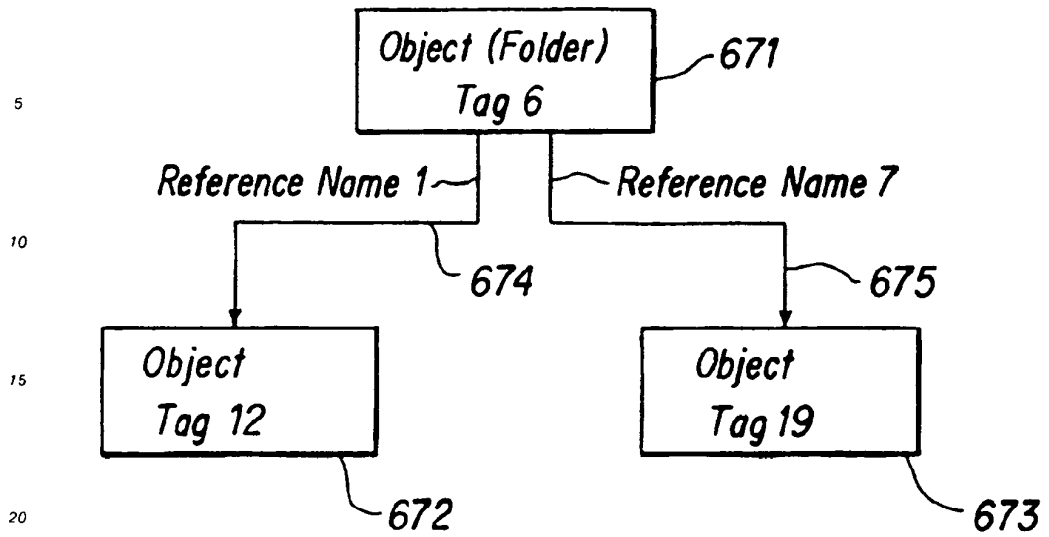 Object (Folder)
Tag 6
671
5
Reference Name 1
Reference Name 7
10
674
675
Object
Tag 12
Object
Tag 19
15
672
673
20